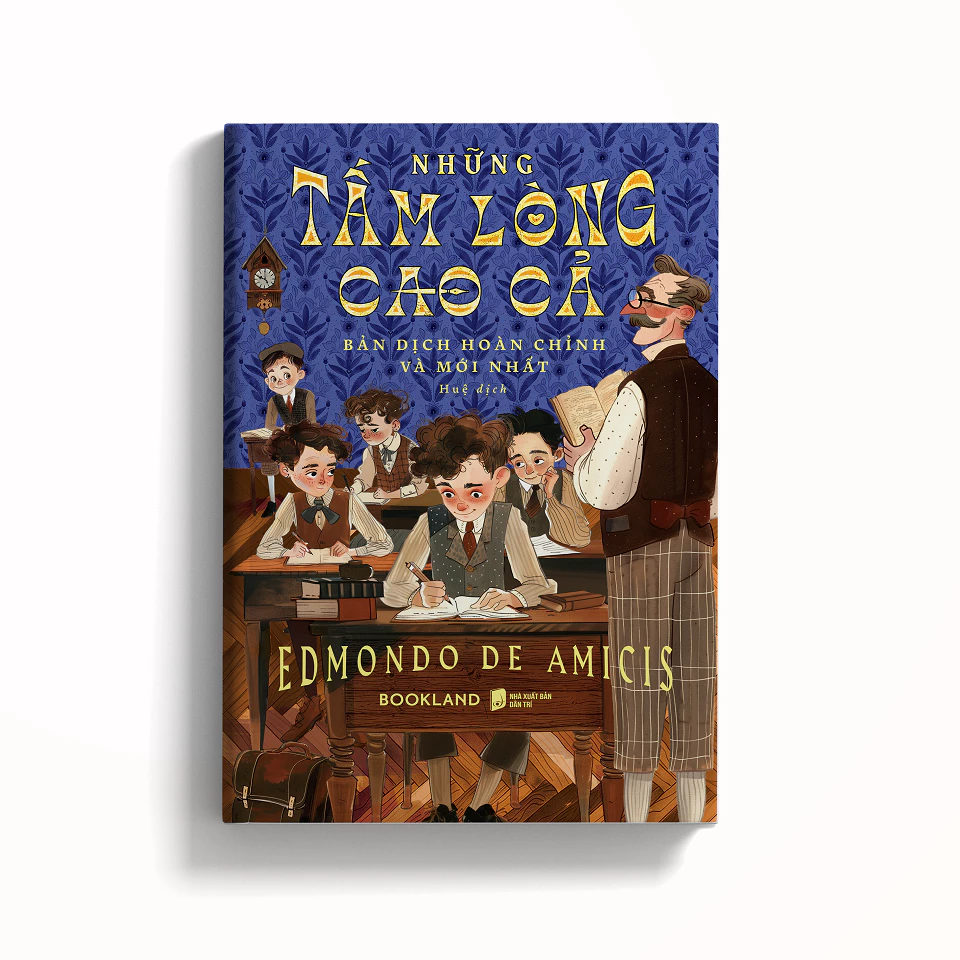 NHỮNG
TẤM LÒNG
CAO CẢ
BẢN DỊCH HOÀN CHỈNH
VÀ MỚI NHẤT
Huệ dịch
EDMONDO DE AMICIS
BOOKLAND
NHÀ XUẤT BẢN
DÂN TRÍ